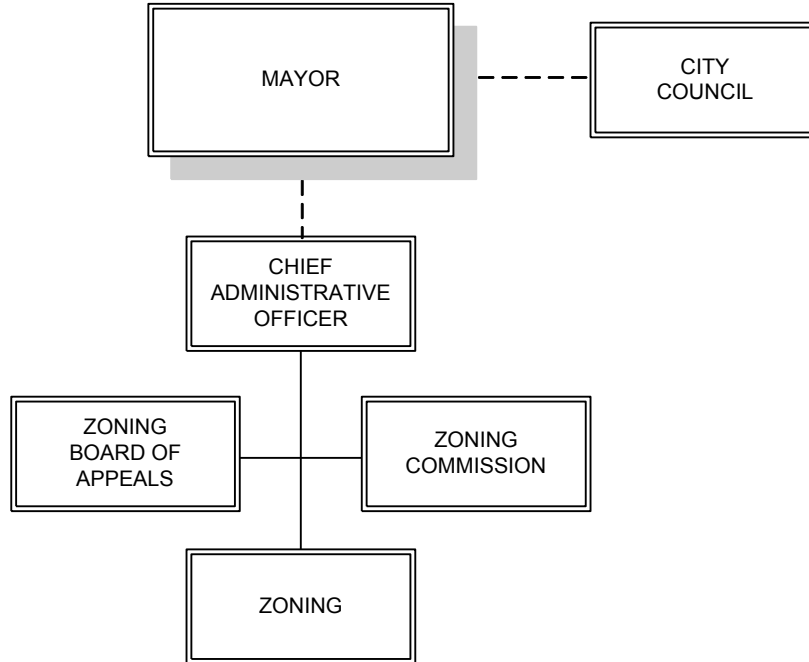 MAYOR
CITY
COUNCIL
CHIEF
ADMINISTRATIVE
OFFICER
ZONING
BOARD OF
APPEALS
ZONING
COMMISSION
ZONING